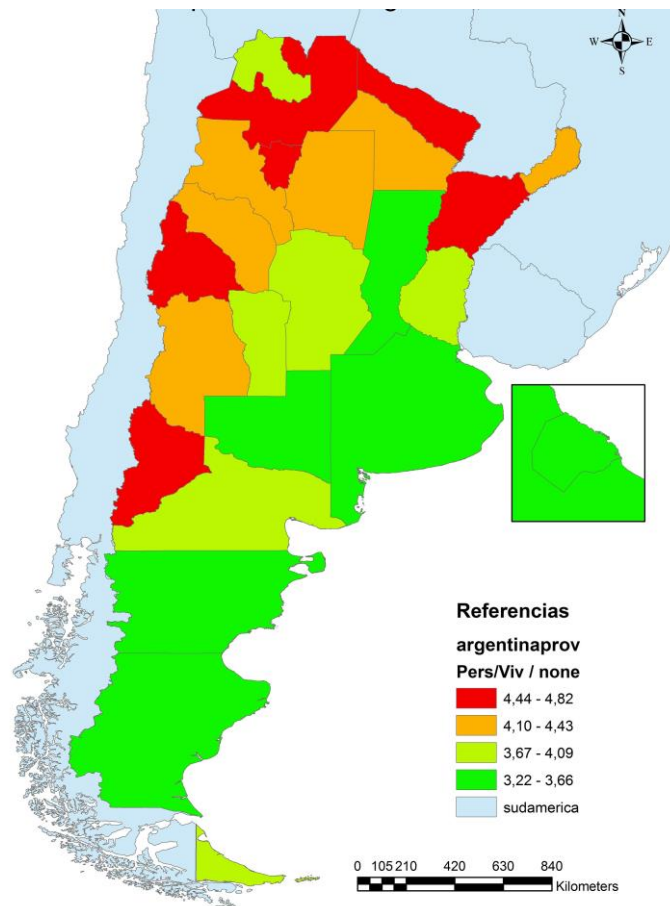 N
W E
S
Referencias
argentinaprov
Pers/Viv / none
4,44 - 4,82
4,10 - 4,43
3,67 - 4,09
3,22 - 3,66
sudamerica
0 105 210 420 630 840
Kilometers